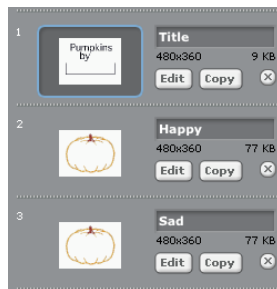 1
Title
Pumpkins
by
480x360 9 KB
Edit Copy
2
Happy
480x360 77 KB
Edit Copy
3
Sad
480x360 77 KB
Edit Copy